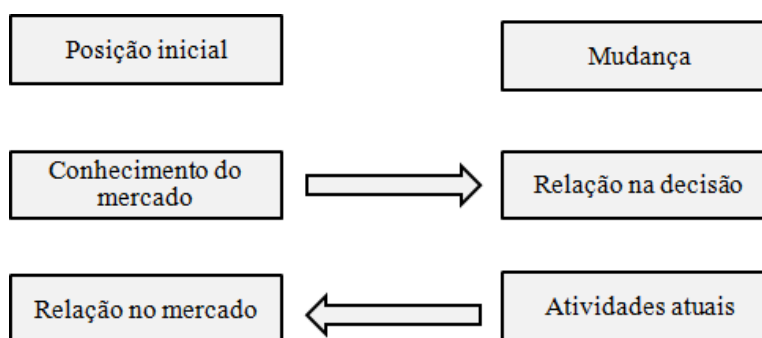 Posição inicial
Mudança
Conhecimento do
mercado
Relação na decisão
Relação no mercado
Atividades atuais